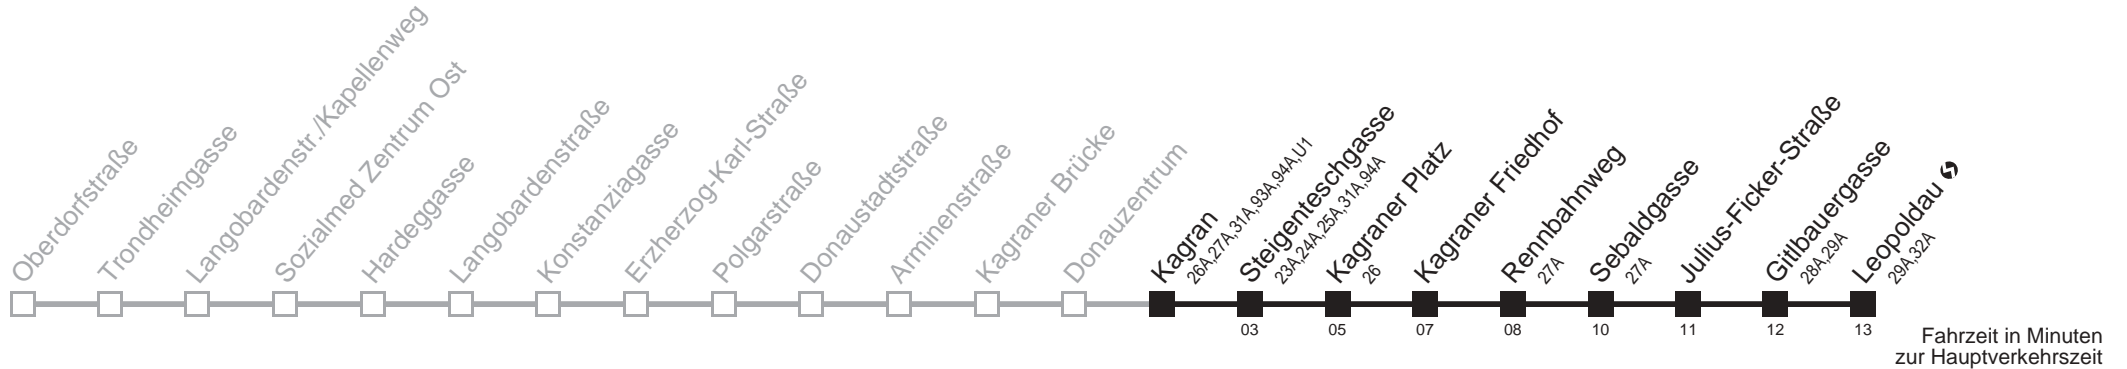 Oberdorfstraße
Trondheimgasse
Langobardenstr./Kapellenweg
Sozialmed Zentrum Ost
Hardeggasse
Langobardenstraße
Konstanziagasse
Erzherzog-Karl-Straße
Polgarstraße
Donaustadtstraße
Arminenstraße
Kagraner Brücke
Donauzentrum
Kagran
26A,27A,31A,93A,94A,U1
Steigenteschgasse
23A,24A,25A,31A,94A
Kagraner Platz
26
Kagraner Friedhof
Rennbahnweg
27A
Sebaldgasse
27A
Julius-Ficker-Straße
Gitlbauergasse
28A,29A
Leopoldau
29A,32A
03 05 07 08 10 11 12 13
Fahrzeit in Minuten
zur Hauptverkehrszeit